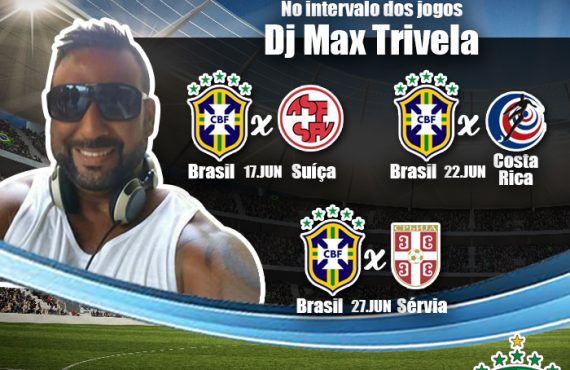 No intervalo dos jogos
Dj Max Trivela
CBF x ASF SFV CBF x
Brasil 17.JUN Suíça Brasil 22.JUN Costa Rica
CBF x СРБИЈА
Brasil 27.JUN Sérvia